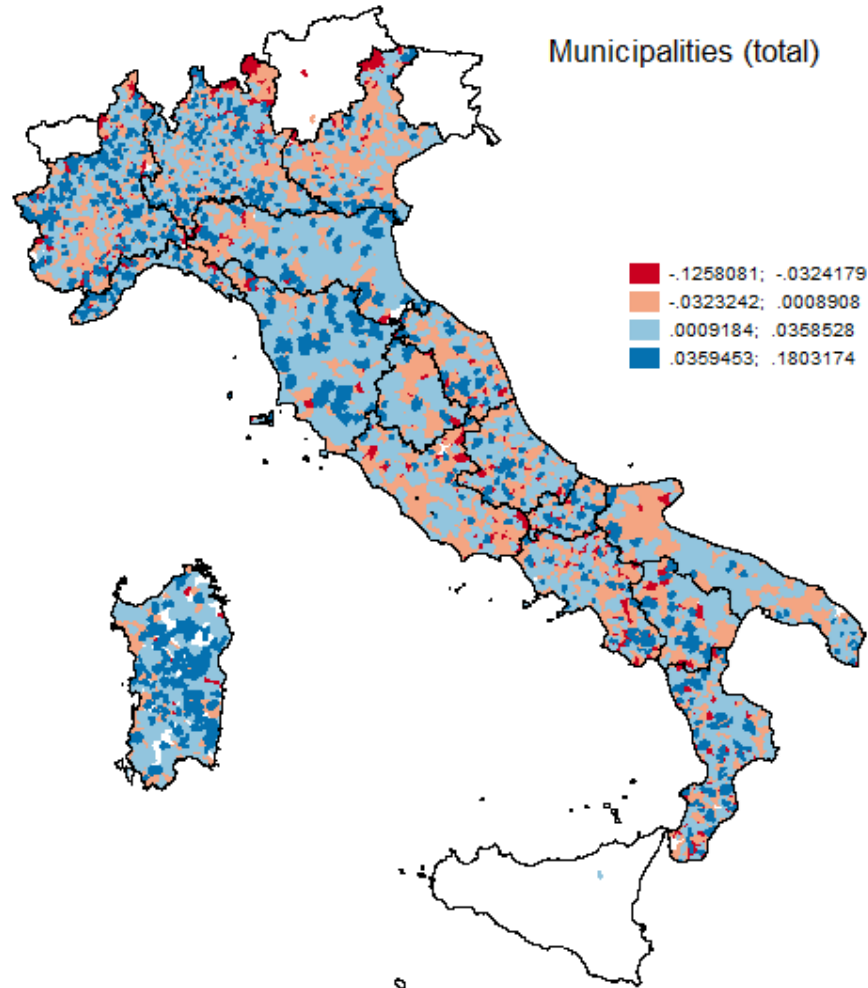 Municipalities (total)
-.1258081; -.0324179
-.0323242; .0008908
.0009184; .0358528
.0359453; .1803174